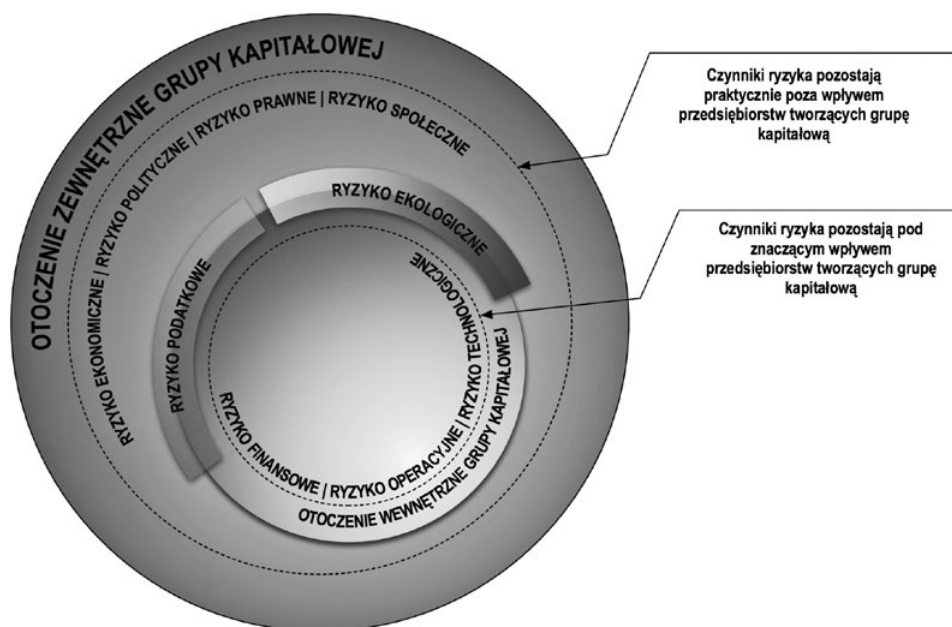 OTOCZENIE ZEWNĘTRZNE GRUPY KAPITAŁOWEJ
RYZYKO EKONOMICZNE | RYZYKO POLITYCZNE | RYZYKO PRAWNE | RYZYKO SPOŁECZNE
RYZYKO PODATKOWE
RYZYKO EKOLOGICZNE
RYZYKO FINANSOWE | RYZYKO OPERACYJNE | RYZYKO TECHNOLOGICZNE
OTOCZENIE WEWNĘTRZNE GRUPY KAPITAŁOWEJ
Czynniki ryzyka pozostają
praktycznie poza wpływem
przedsiębiorstw tworzących grupę
kapitałową
Czynniki ryzyka pozostają pod
znaczącym wpływem
przedsiębiorstw tworzących grupę
kapitałową